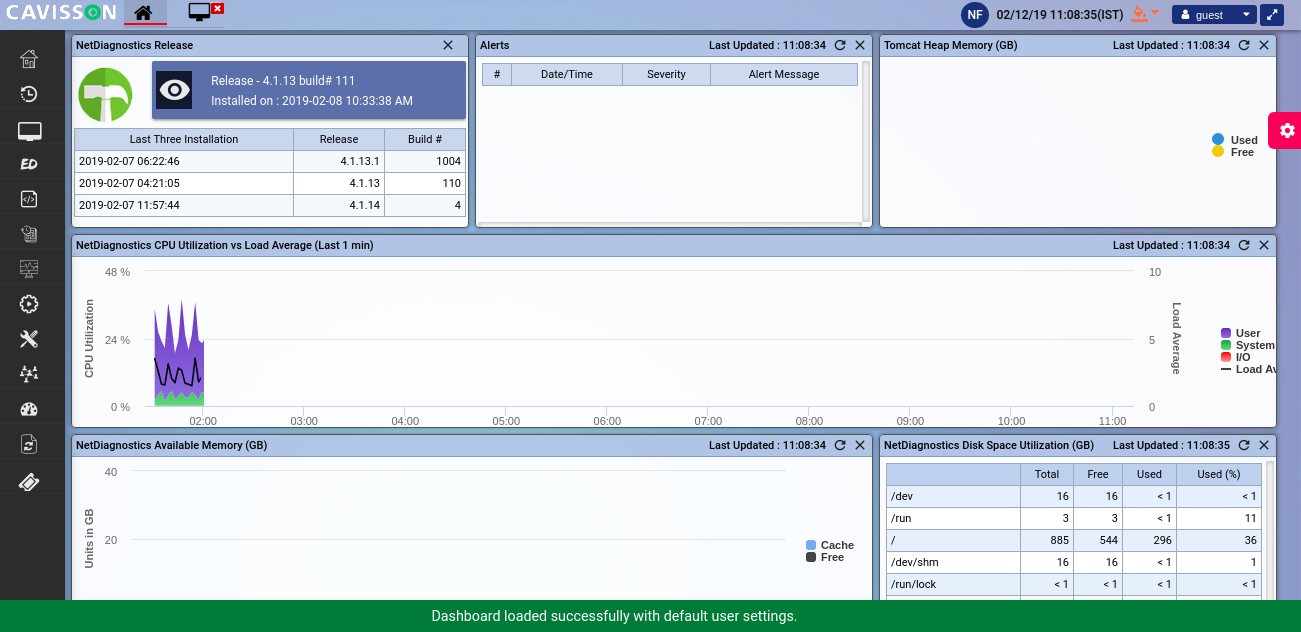 CAVISSON
NF 02/12/19 11:08:35(IST) guest
NetDiagnostics Release
Release - 4.1.13 build# 111
Installed on : 2019-02-08 10:33:38 AM
Last Three Installation Release Build #
2019-02-07 06:22:46 4.1.13.1 1004
2019-02-07 04:21:05 4.1.13 110
2019-02-07 11:57:44 4.1.14 4
Alerts Last Updated : 11:08:34
# Date/Time Severity Alert Message
Tomcat Heap Memory (GB) Last Updated : 11:08:34
Used
Free
ED
</>
NetDiagnostics CPU Utilization vs Load Average (Last 1 min) Last Updated : 11:08:34
CPU Utilization
48 %
24 %
0 %
10
5
0
Load Average
02:00 03:00 04:00 05:00 06:00 07:00 08:00 09:00 10:00 11:00
User
System
I/O
Load Av
NetDiagnostics Available Memory (GB) Last Updated : 11:08:34
Units in GB
40
20
Cache
Free
NetDiagnostics Disk Space Utilization (GB) Last Updated : 11:08:35
Total Free Used Used (%)
/dev 16 16 < 1 < 1
/run 3 3 < 1 11
/ 885 544 296 36
/dev/shm 16 16 < 1 1
/run/lock < 1 < 1 < 1 < 1
Dashboard loaded successfully with default user settings.